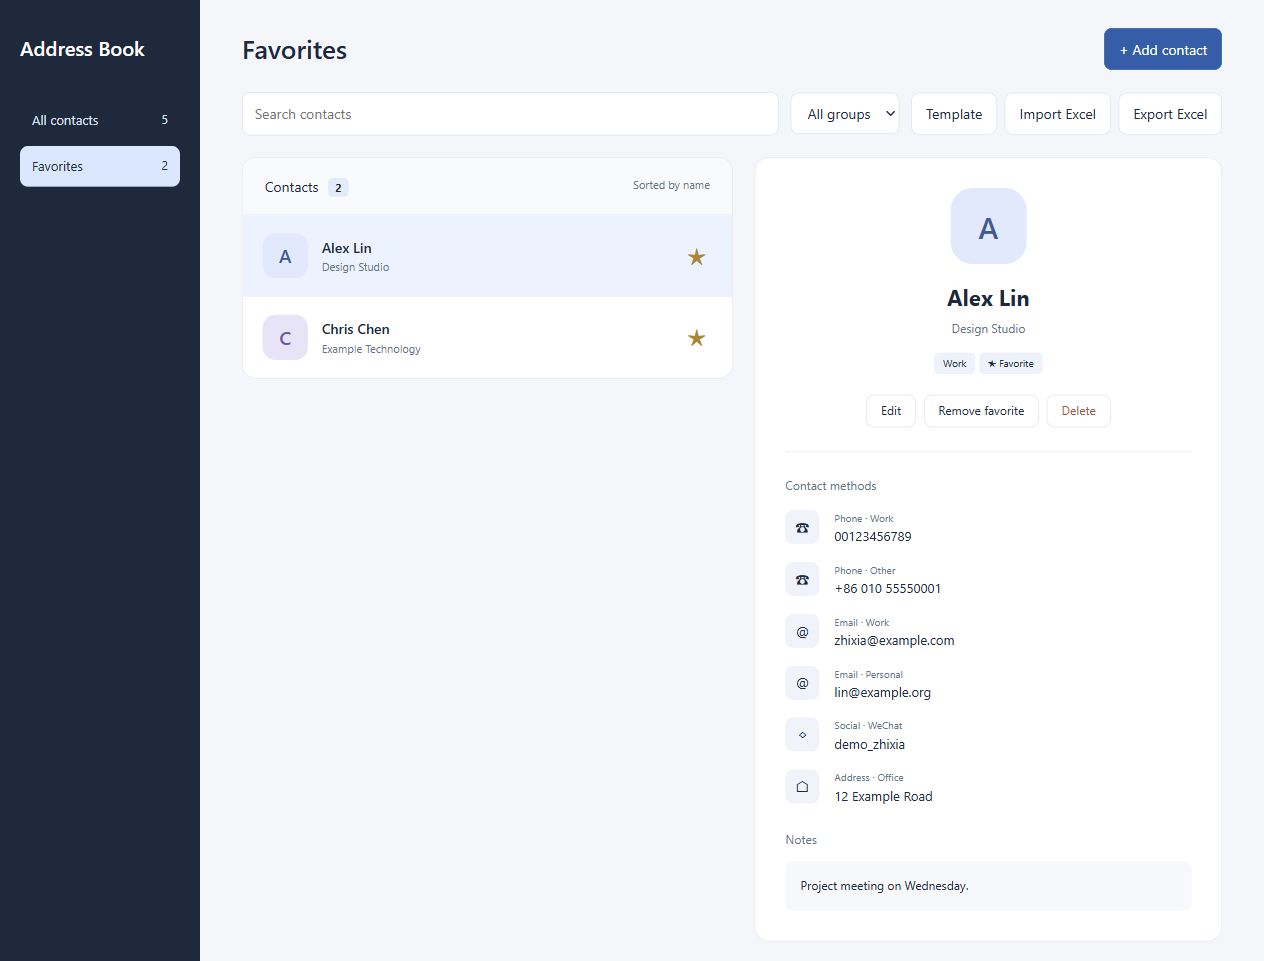 Address Book
All contacts 5
Favorites 2
Favorites
+ Add contact
Search contacts
All groups
Template
Import Excel
Export Excel
Contacts 2
Sorted by name
A
Alex Lin
Design Studio
★
C
Chris Chen
Example Technology
★
A
Alex Lin
Design Studio
Work
★ Favorite
Edit
Remove favorite
Delete
Contact methods
Phone · Work
00123456789
Phone · Other
+86 010 55550001
@
Email · Work
zhixia@example.com
@
Email · Personal
lin@example.org
Social · WeChat
demo_zhixia
Address · Office
12 Example Road
Notes
Project meeting on Wednesday.